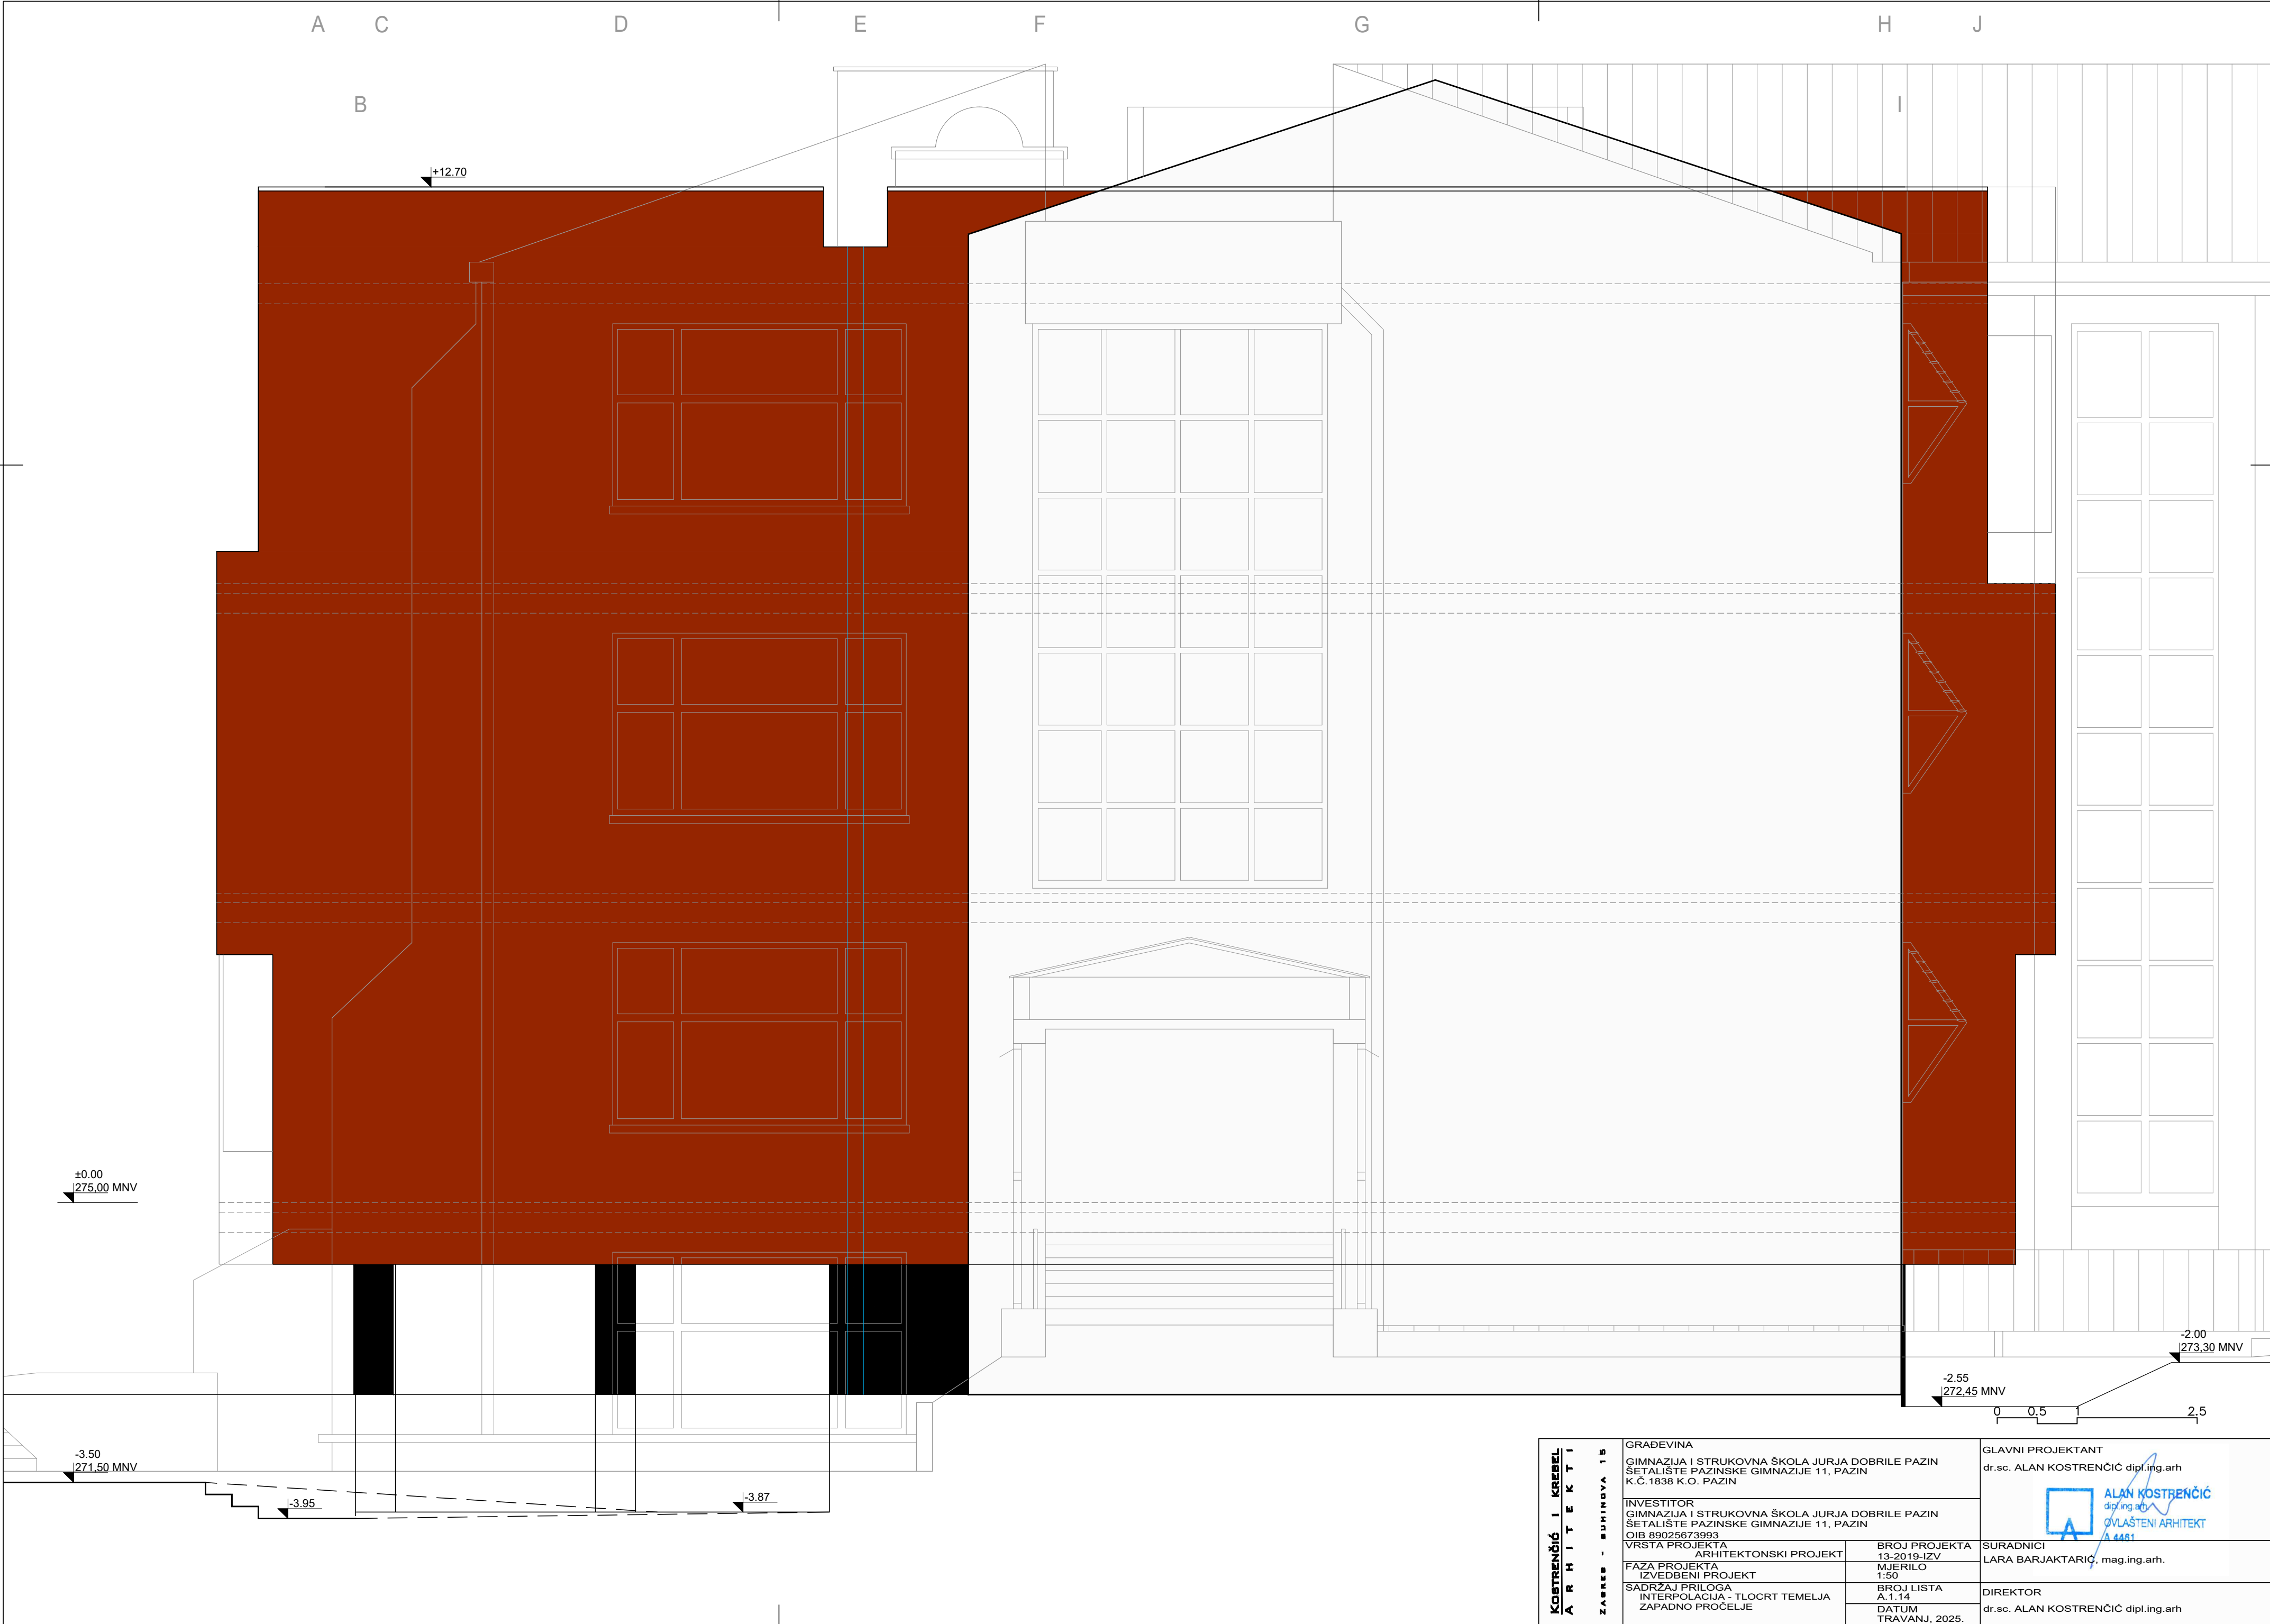 A C D E F G H J
B I
+12.70
±0.00
275,00 MNV
-2.00
273,30 MNV
-2.55
272,45 MNV
0 0.5 1 2.5
-3.50
271,50 MNV
-3.95
-3.87
KOSTRENČIĆ I KREBEL
ARHITEKTI
ZAGREB - BUHINOVA 15
GRAĐEVINA
GIMNAZIJA I STRUKOVNA ŠKOLA JURJA DOBRILE PAZIN
ŠETALIŠTE PAZINSKE GIMNAZIJE 11, PAZIN
K.Č.1838 K.O. PAZIN
INVESTITOR
GIMNAZIJA I STRUKOVNA ŠKOLA JURJA DOBRILE PAZIN
ŠETALIŠTE PAZINSKE GIMNAZIJE 11, PAZIN
OIB 89025673993
VRSTA PROJEKTA
ARHITEKTONSKI PROJEKT
BROJ PROJEKTA
13-2019-IZV
FAZA PROJEKTA
IZVEDBENI PROJEKT
MJERILO
1:50
SADRŽAJ PRILOGA
INTERPOLACIJA - TLOCRT TEMELJA
ZAPADNO PROČELJE
BROJ LISTA
A.1.14
DATUM
TRAVANJ, 2025.
GLAVNI PROJEKTANT
dr.sc. ALAN KOSTRENČIĆ dipl.ing.arh
ALAN KOSTRENČIĆ
dipl.ing.arh.
OVLAŠTENI ARHITEKT
A 4461
SURADNICI
LARA BARJAKTARIĆ, mag.ing.arh.
DIREKTOR
dr.sc. ALAN KOSTRENČIĆ dipl.ing.arh